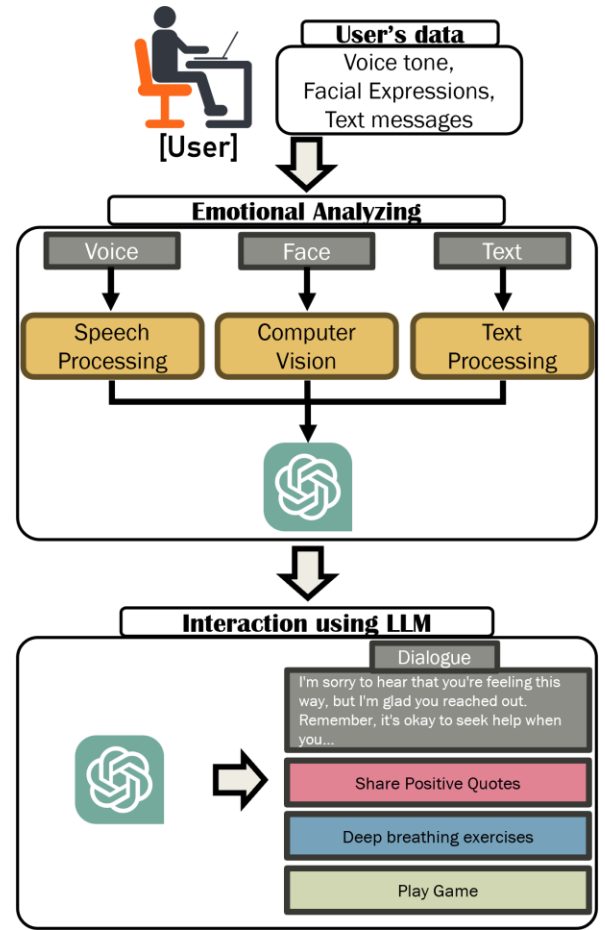 User's data
Voice tone,
Facial Expressions,
Text messages
[User]
Emotional Analyzing
Voice
Face
Text
Speech
Processing
Computer
Vision
Text
Processing
Interaction using LLM
Dialogue
I'm sorry to hear that you're feeling this
way, but I'm glad you reached out.
Remember, it's okay to seek help when
you...
Share Positive Quotes
Deep breathing exercises
Play Game